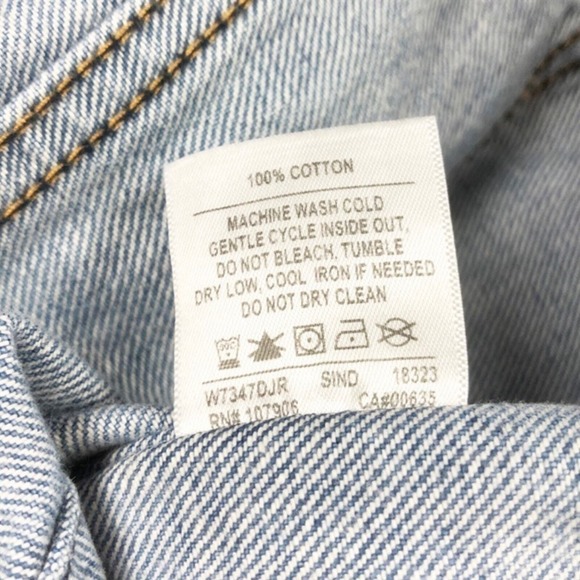 100% COTTON
MACHINE WASH COLD
GENTLE CYCLE INSIDE OUT,
DO NOT BLEACH, TUMBLE
DRY LOW, COOL IRON IF NEEDED
DO NOT DRY CLEAN
W7347DJR SIND 18323
RN# 107906 CA#00635